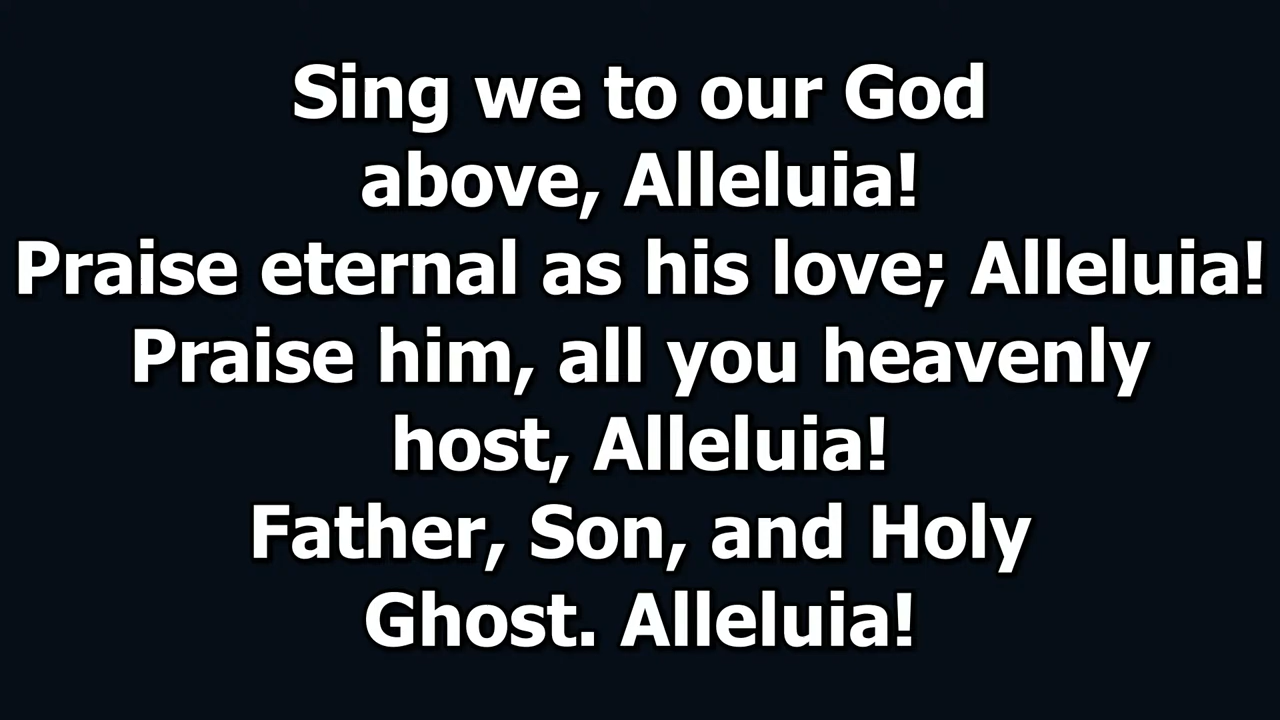 Sing we to our God
above, Alleluia!
Praise eternal as his love; Alleluia!
Praise him, all you heavenly
host, Alleluia!
Father, Son, and Holy
Ghost. Alleluia!